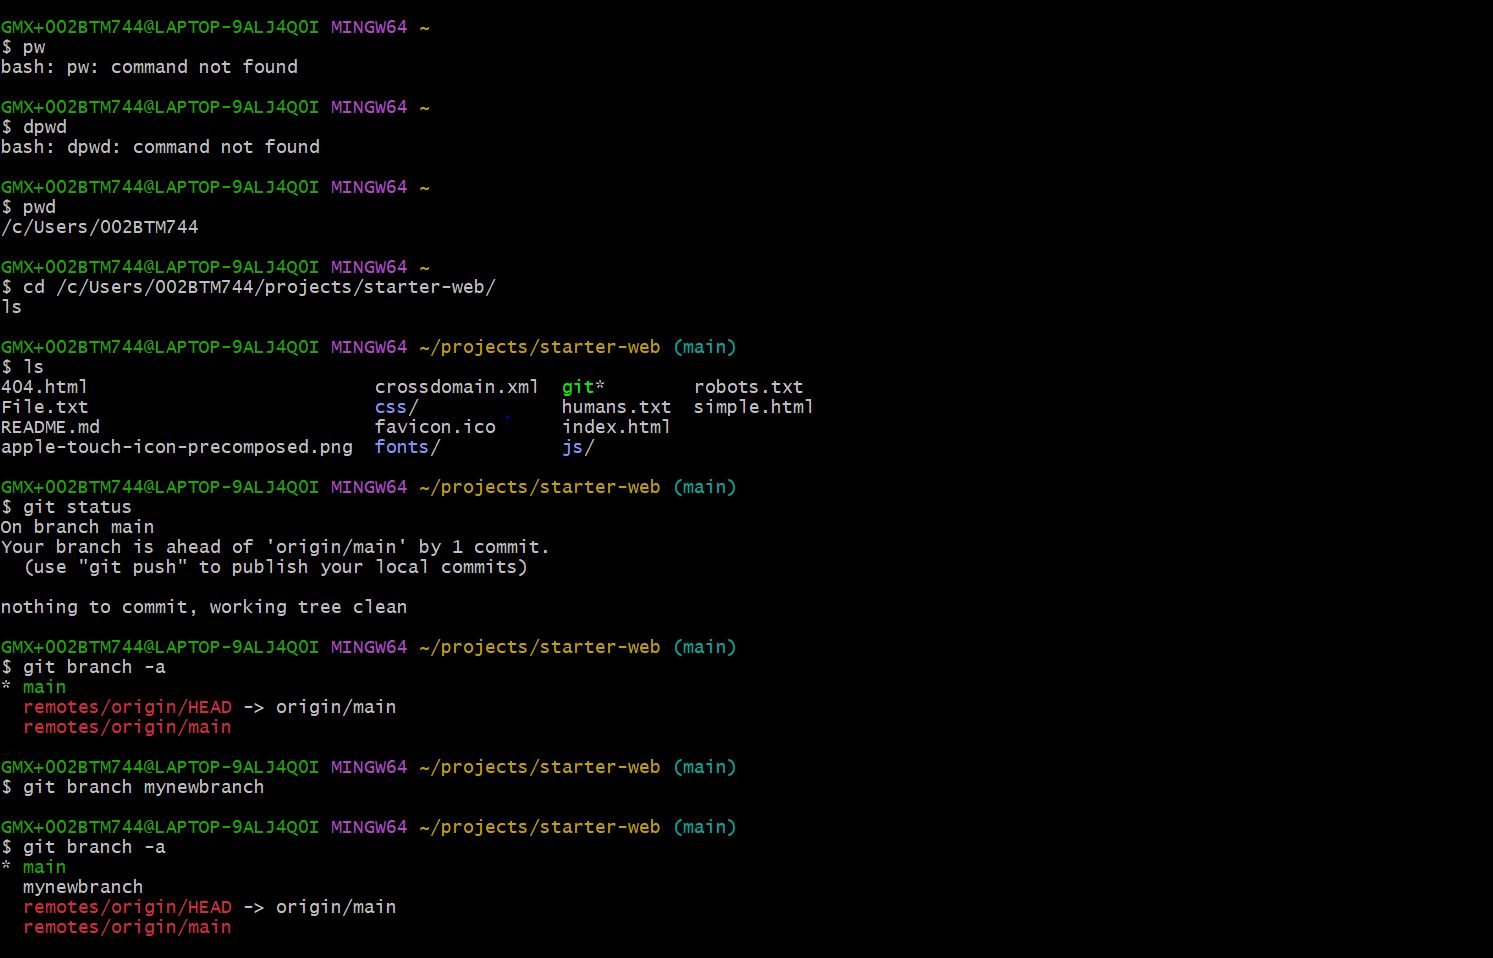 GMX+002BTM744@LAPTOP-9ALJ4Q0I MINGW64 ~
$ pw
bash: pw: command not found
GMX+002BTM744@LAPTOP-9ALJ4Q0I MINGW64 ~
$ dpwd
bash: dpwd: command not found
GMX+002BTM744@LAPTOP-9ALJ4Q0I MINGW64 ~
$ pwd
/c/Users/002BTM744
GMX+002BTM744@LAPTOP-9ALJ4Q0I MINGW64 ~
$ cd /c/Users/002BTM744/projects/starter-web/
ls
GMX+002BTM744@LAPTOP-9ALJ4Q0I MINGW64 ~/projects/starter-web (main)
$ ls
404.html crossdomain.xml git* robots.txt
File.txt css/ humans.txt simple.html
README.md favicon.ico index.html
apple-touch-icon-precomposed.png fonts/ js/
GMX+002BTM744@LAPTOP-9ALJ4Q0I MINGW64 ~/projects/starter-web (main)
$ git status
On branch main
Your branch is ahead of 'origin/main' by 1 commit.
(use "git push" to publish your local commits)
nothing to commit, working tree clean
GMX+002BTM744@LAPTOP-9ALJ4Q0I MINGW64 ~/projects/starter-web (main)
$ git branch -a
* main
remotes/origin/HEAD -> origin/main
remotes/origin/main
GMX+002BTM744@LAPTOP-9ALJ4Q0I MINGW64 ~/projects/starter-web (main)
$ git branch mynewbranch
GMX+002BTM744@LAPTOP-9ALJ4Q0I MINGW64 ~/projects/starter-web (main)
$ git branch -a
* main
mynewbranch
remotes/origin/HEAD -> origin/main
remotes/origin/main